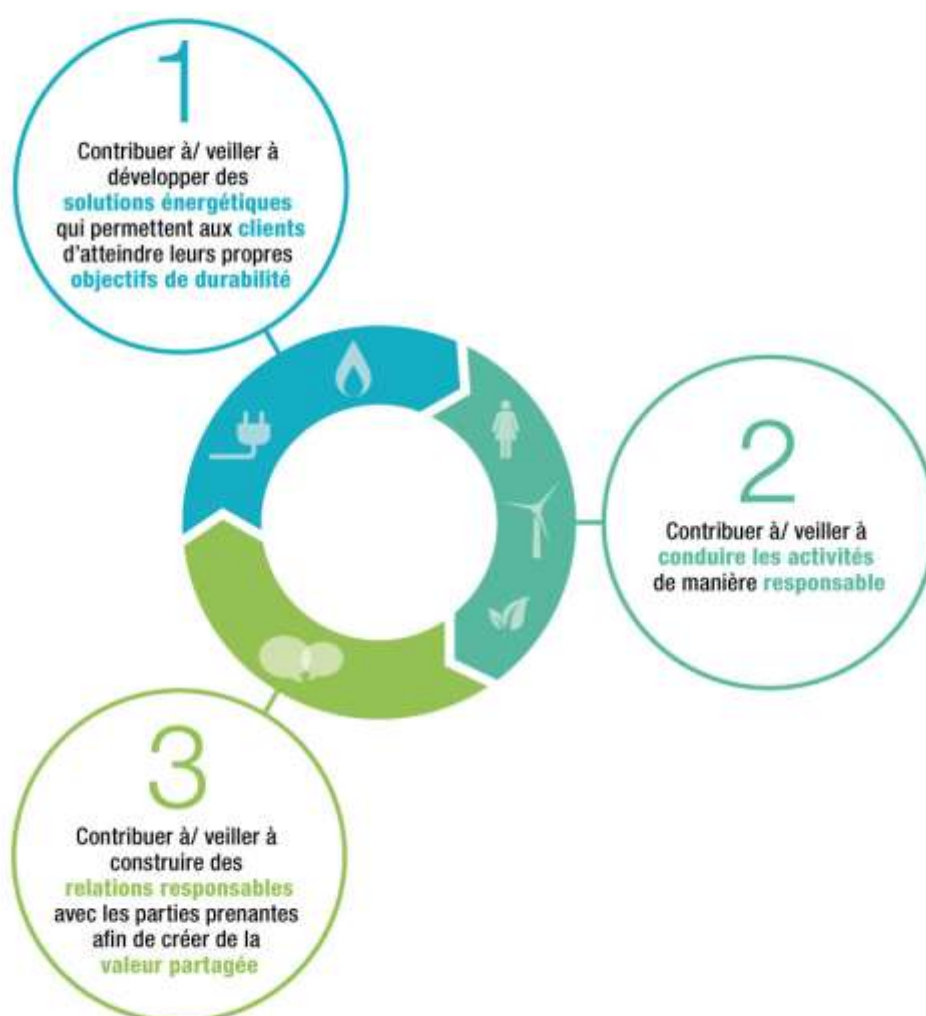 1
Contribuer à/ veiller à
développer des
solutions énergétiques
qui permettent aux clients
d'atteindre leurs propres
objectifs de durabilité
2
Contribuer à/ veiller à
conduire les activités
de manière responsable
3
Contribuer à/ veiller à
construire des
relations responsables
avec les parties prenantes
afin de créer de la
valeur partagée